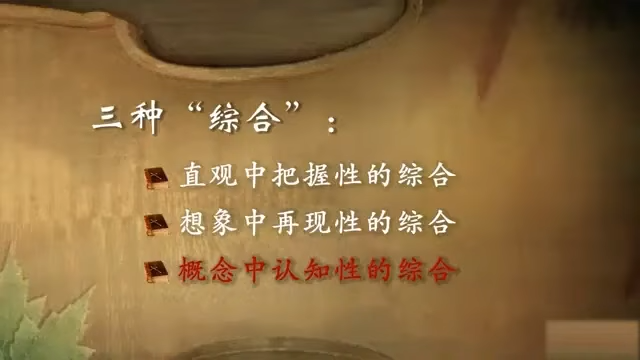 三种“综合”：
直观中把握性的综合
想象中再现性的综合
概念中认知性的综合